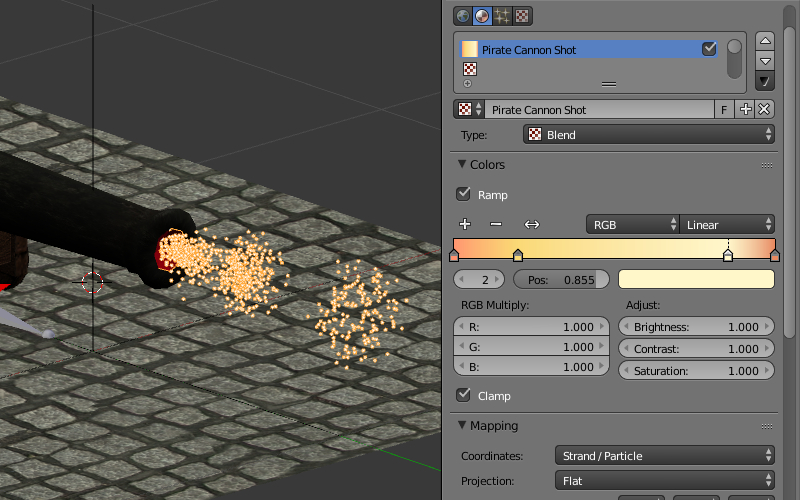 Pirate Cannon Shot
Pirate Cannon Shot F
Type: Blend
Colors
Ramp
RGB Linear
2 Pos: 0.855
RGB Multiply: Adjust:
R: 1.000 Brightness: 1.000
G: 1.000 Contrast: 1.000
B: 1.000 Saturation: 1.000
Clamp
Mapping
Coordinates: Strand / Particle
Projection: Flat